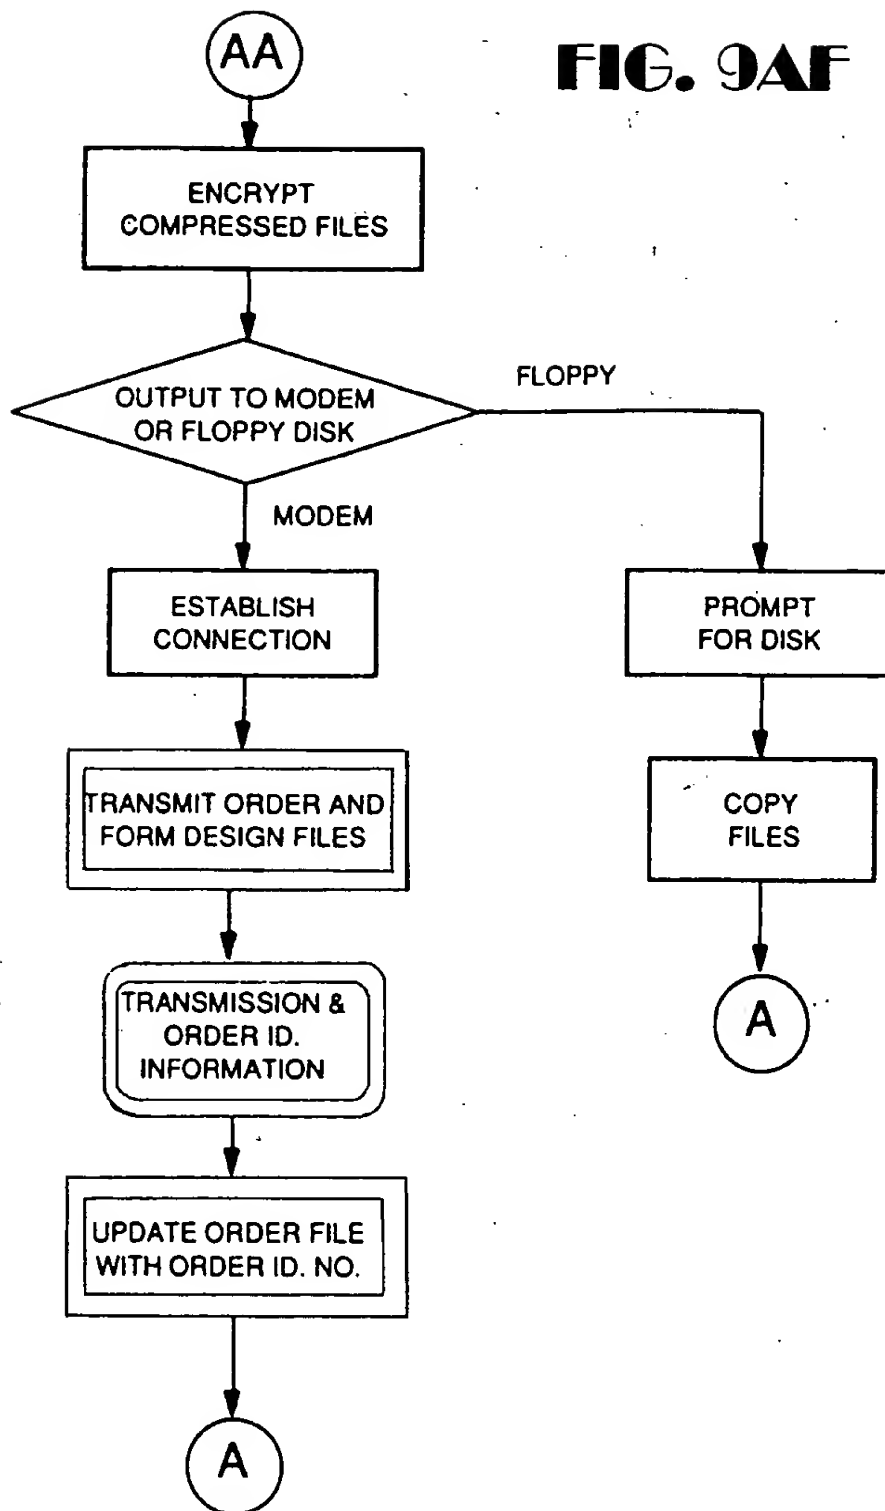 AA
FIG. 9AF
ENCRYPT
COMPRESSED FILES
OUTPUT TO MODEM
OR FLOPPY DISK
FLOPPY
MODEM
ESTABLISH
CONNECTION
PROMPT
FOR DISK
TRANSMIT ORDER AND
FORM DESIGN FILES
COPY
FILES
TRANSMISSION &
ORDER ID.
INFORMATION
A
UPDATE ORDER FILE
WITH ORDER ID. NO.
A